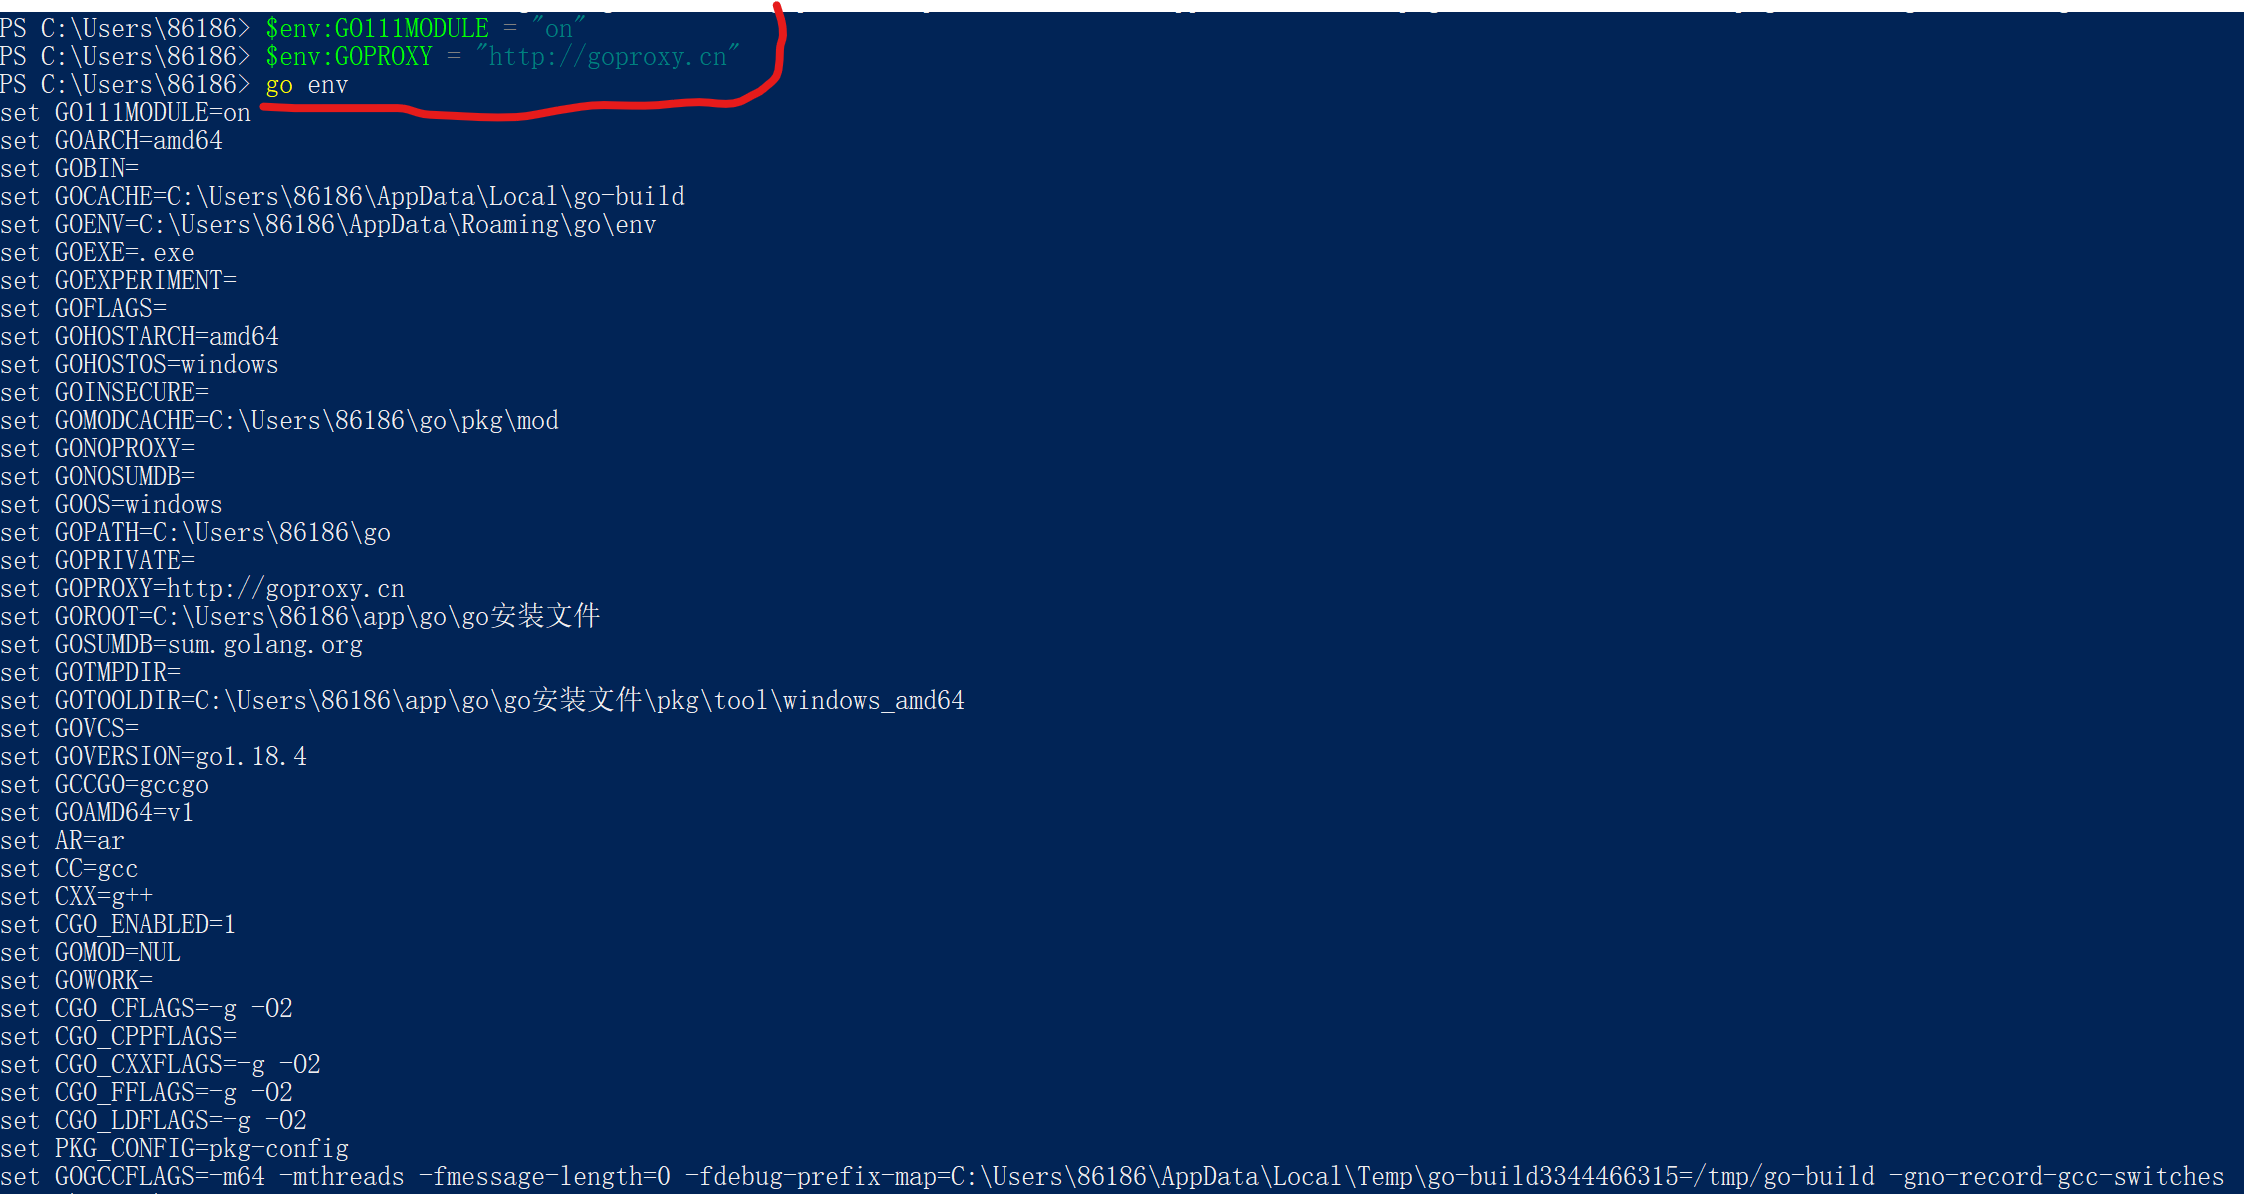 PS C:\Users\86186> $env:GO111MODULE = "on"
PS C:\Users\86186> $env:GOPROXY = "http://goproxy.cn"
PS C:\Users\86186> go env
set GO111MODULE=on
set GOARCH=amd64
set GOBIN=
set GOCACHE=C:\Users\86186\AppData\Local\go-build
set GOENV=C:\Users\86186\AppData\Roaming\go\env
set GOEXE=.exe
set GOEXPERIMENT=
set GOFLAGS=
set GOHOSTARCH=amd64
set GOHOSTOS=windows
set GOINSECURE=
set GOMODCACHE=C:\Users\86186\go\pkg\mod
set GONOPROXY=
set GONOSUMDB=
set GOOS=windows
set GOPATH=C:\Users\86186\go
set GOPRIVATE=
set GOPROXY=http://goproxy.cn
set GOROOT=C:\Users\86186\app\go\go安装文件
set GOSUMDB=sum.golang.org
set GOTMPDIR=
set GOTOOLDIR=C:\Users\86186\app\go\go安装文件\pkg\tool\windows_amd64
set GOVCS=
set GOVERSION=go1.18.4
set GCCGO=gccgo
set GOAMD64=v1
set AR=ar
set CC=gcc
set CXX=g++
set CGO_ENABLED=1
set GOMOD=NUL
set GOWORK=
set CGO_CFLAGS=-g -O2
set CGO_CPPFLAGS=
set CGO_CXXFLAGS=-g -O2
set CGO_FFLAGS=-g -O2
set CGO_LDFLAGS=-g -O2
set PKG_CONFIG=pkg-config
set GOGCCFLAGS=-m64 -mthreads -fmessage-length=0 -fdebug-prefix-map=C:\Users\86186\AppData\Local\Temp\go-build3344466315=/tmp/go-build -gno-record-gcc-switches